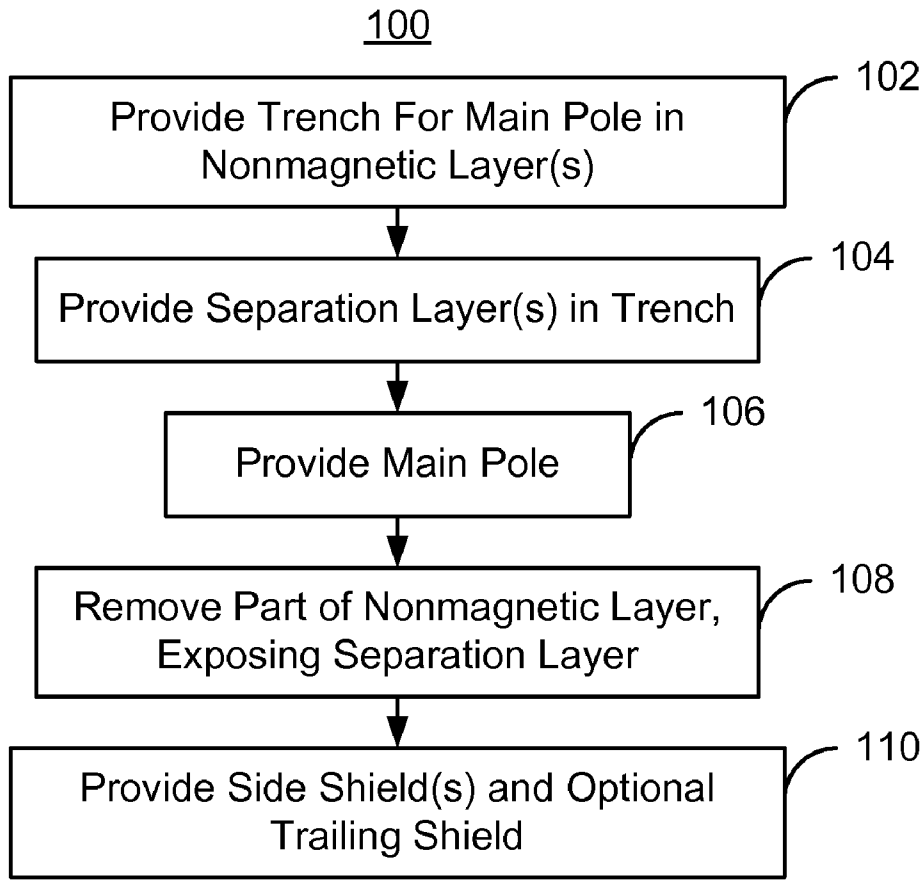 100
102
Provide Trench For Main Pole in
Nonmagnetic Layer(s)
104
Provide Separation Layer(s) in Trench
106
Provide Main Pole
108
Remove Part of Nonmagnetic Layer,
Exposing Separation Layer
110
Provide Side Shield(s) and Optional
Trailing Shield